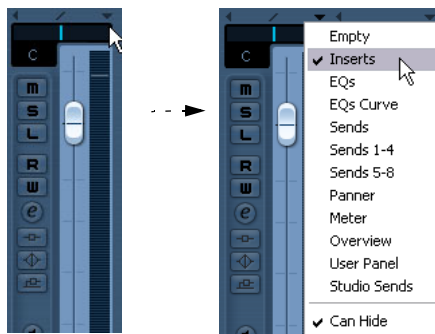 C
m
S
L
R
W
e
C
m
S
L
R
W
e
Empty
Inserts
EQs
EQs Curve
Sends
Sends 1-4
Sends 5-8
Panner
Meter
Overview
User Panel
Studio Sends
Can Hide